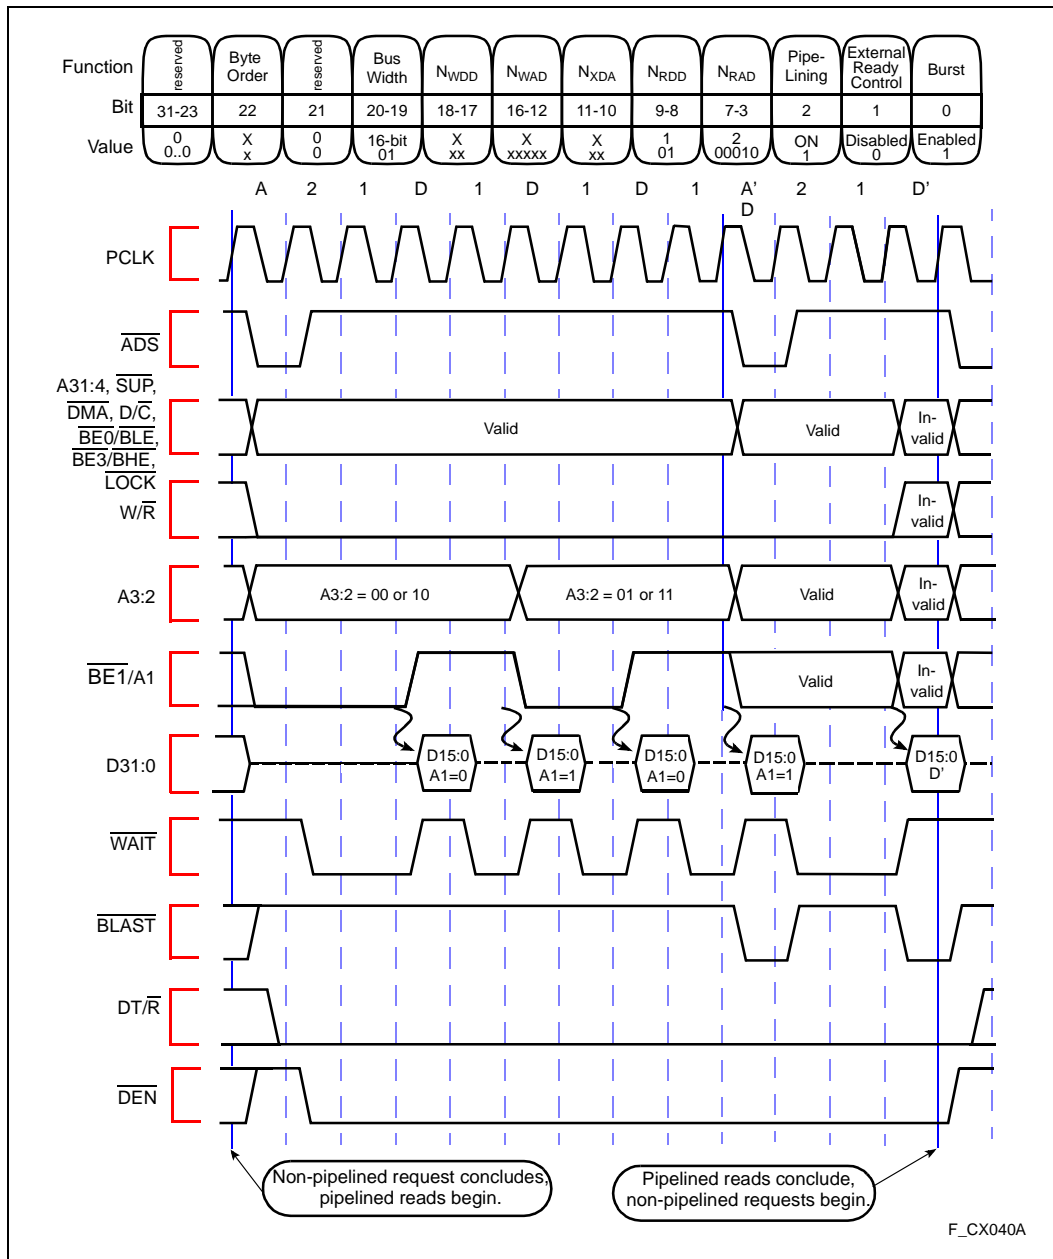 Function reserved Byte Order reserved Bus Width NWDD NWAD NXDA NRDD NRAD Pipe-Lining External Ready Control Burst
Bit 31-23 22 21 20-19 18-17 16-12 11-10 9-8 7-3 2 1 0
Value 0 X 0 16-bit X X X 1 2 ON Disabled Enabled
0..0 x 0 01 xx xxxxx xx 01 00010 1 0 1
A 2 1 D 1 D 1 D 1 A' 2 1 D'
D
PCLK
ADS
A31:4, SUP,
DMA, D/C,
BE0/BLE,
BE3/BHE,
LOCK
Valid Valid In-valid
W/R
In-valid
A3:2
A3:2 = 00 or 10 A3:2 = 01 or 11 Valid In-valid
BE1/A1
Valid In-valid
D31:0
D15:0 D15:0 D15:0 D15:0 D15:0
A1=0 A1=1 A1=0 A1=1 D'
WAIT
BLAST
DT/R
DEN
Non-pipelined request concludes,
pipelined reads begin.
Pipelined reads conclude,
non-pipelined requests begin.
F_CX040A